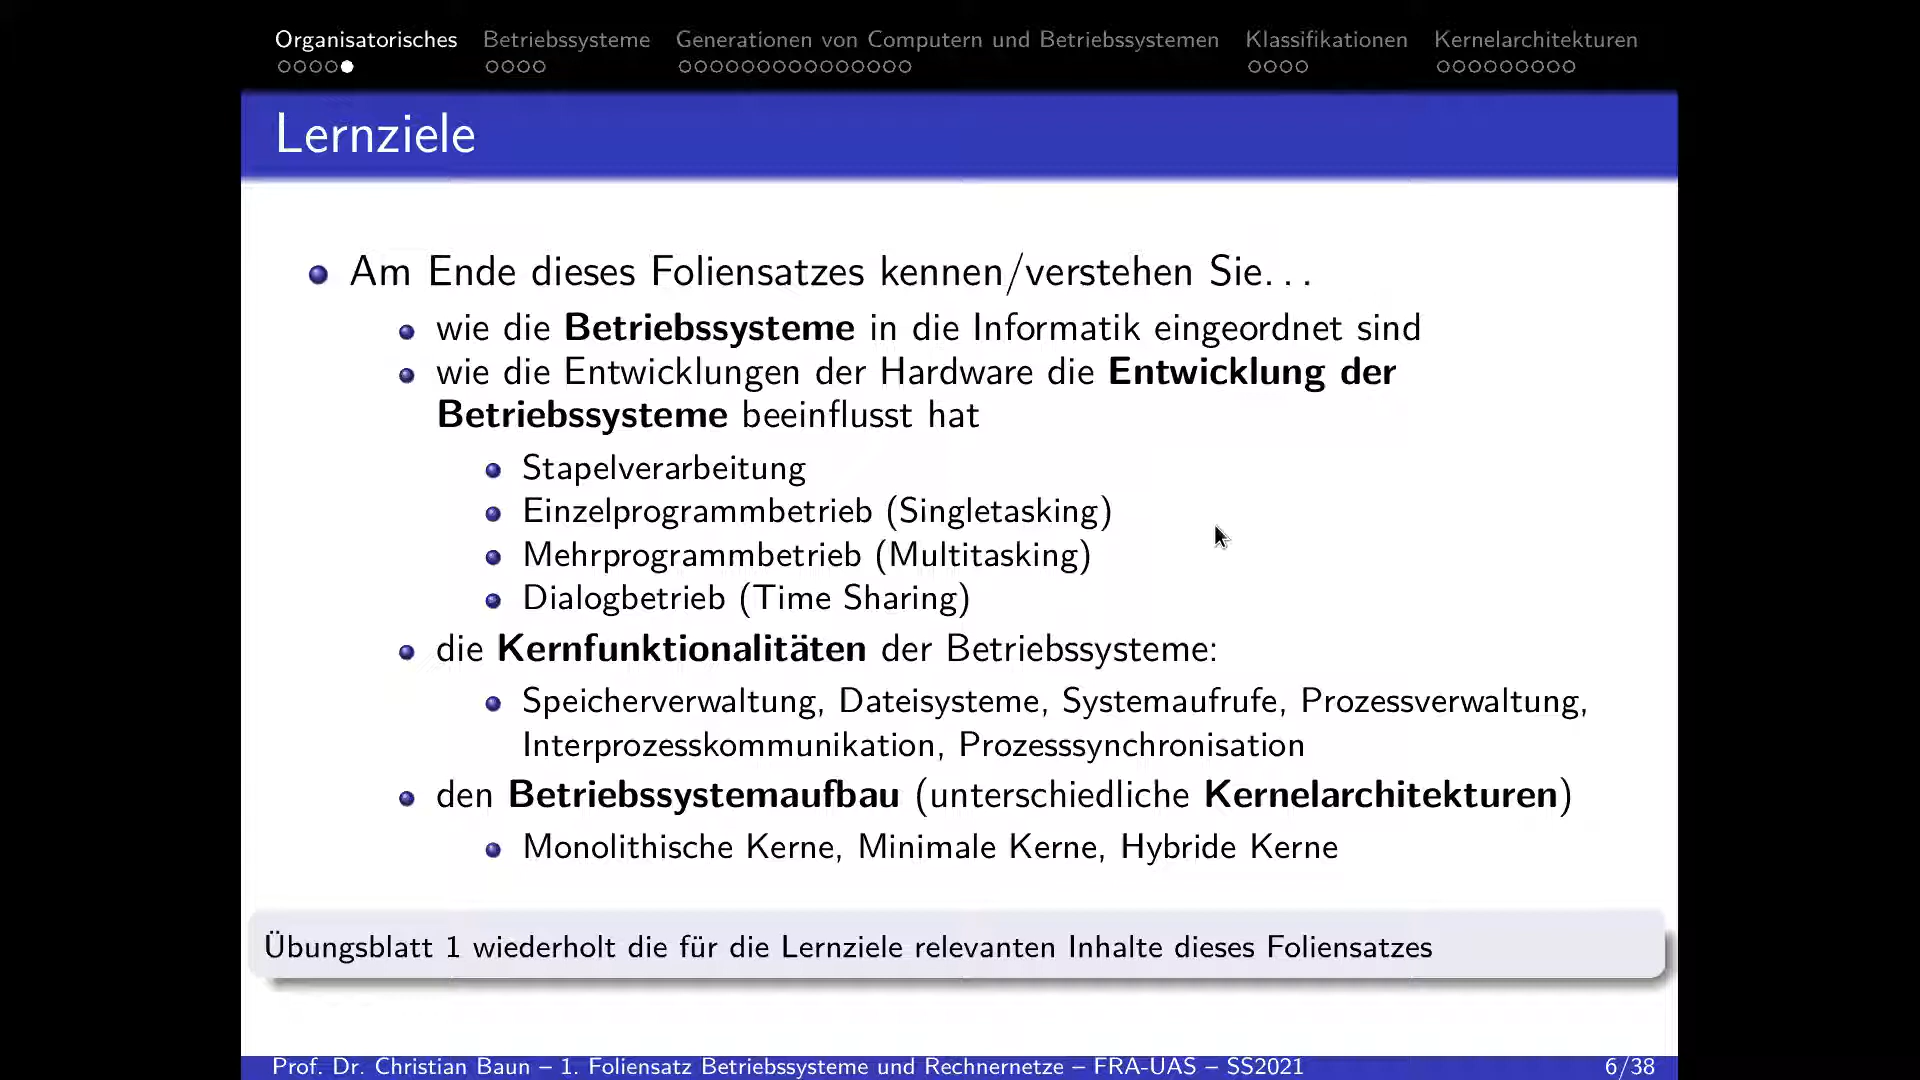 Organisatorisches Betriebssysteme Generationen von Computern und Betriebssystemen Klassifikationen Kernelarchitekturen
Lernziele
Am Ende dieses Foliensatzes kennen/verstehen Sie...
wie die Betriebssysteme in die Informatik eingeordnet sind
wie die Entwicklungen der Hardware die Entwicklung der
Betriebssysteme beeinflusst hat
Stapelverarbeitung
Einzelprogrammbetrieb (Singletasking)
Mehrprogrammbetrieb (Multitasking)
Dialogbetrieb (Time Sharing)
die Kernfunktionalitäten der Betriebssysteme:
Speicherverwaltung, Dateisysteme, Systemaufrufe, Prozessverwaltung,
Interprozesskommunikation, Prozesssynchronisation
den Betriebssystemaufbau (unterschiedliche Kernelarchitekturen)
Monolithische Kerne, Minimale Kerne, Hybride Kerne
Übungsblatt 1 wiederholt die für die Lernziele relevanten Inhalte dieses Foliensatzes
Prof. Dr. Christian Baun – 1. Foliensatz Betriebssysteme und Rechnernetze – FRA-UAS – SS2021 6/38